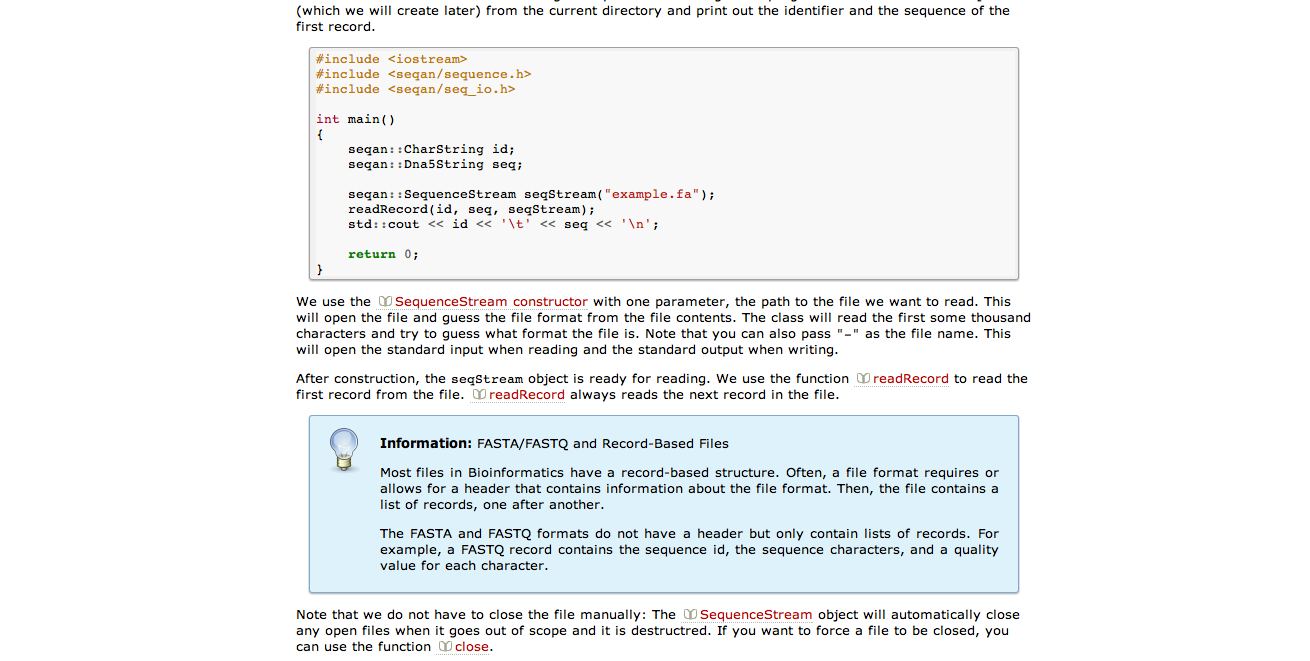 (which we will create later) from the current directory and print out the identifier and the sequence of the
first record.
#include <iostream>
#include <seqan/sequence.h>
#include <seqan/seq_io.h>
int main()
{
    seqan::CharString id;
    seqan::Dna5String seq;
    seqan::SequenceStream seqStream("example.fa");
    readRecord(id, seq, seqStream);
    std::cout << id << '\t' << seq << '\n';
    return 0;
}
We use the SequenceStream constructor with one parameter, the path to the file we want to read. This
will open the file and guess the file format from the file contents. The class will read the first some thousand
characters and try to guess what format the file is. Note that you can also pass "-" as the file name. This
will open the standard input when reading and the standard output when writing.
After construction, the seqStream object is ready for reading. We use the function readRecord to read the
first record from the file. readRecord always reads the next record in the file.
Information: FASTA/FASTQ and Record-Based Files
Most files in Bioinformatics have a record-based structure. Often, a file format requires or
allows for a header that contains information about the file format. Then, the file contains a
list of records, one after another.
The FASTA and FASTQ formats do not have a header but only contain lists of records. For
example, a FASTQ record contains the sequence id, the sequence characters, and a quality
value for each character.
Note that we do not have to close the file manually: The SequenceStream object will automatically close
any open files when it goes out of scope and it is destructred. If you want to force a file to be closed, you
can use the function close.